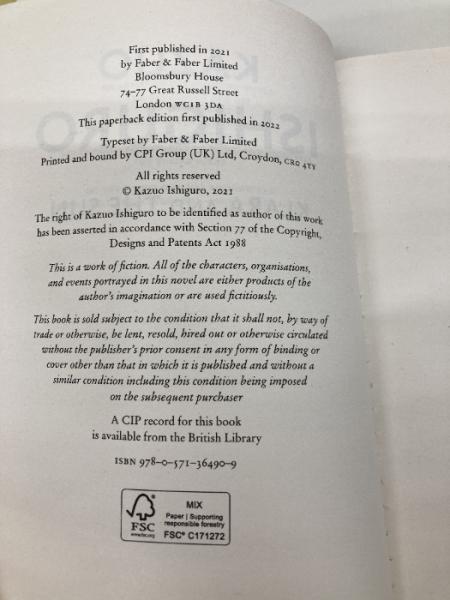 First published in 2021
by Faber & Faber Limited
Bloomsbury House
74–77 Great Russell Street
London WC1B 3DA
This paperback edition first published in 2022
Typeset by Faber & Faber Limited
Printed and bound by CPI Group (UK) Ltd, Croydon, CR0 4YY
All rights reserved
© Kazuo Ishiguro, 2021
The right of Kazuo Ishiguro to be identified as author of this work
has been asserted in accordance with Section 77 of the Copyright,
Designs and Patents Act 1988
This is a work of fiction. All of the characters, organisations,
and events portrayed in this novel are either products of the
author's imagination or are used fictitiously.
This book is sold subject to the condition that it shall not, by way of
trade or otherwise, be lent, resold, hired out or otherwise circulated
without the publisher's prior consent in any form of binding or
cover other than that in which it is published and without a
similar condition including this condition being imposed
on the subsequent purchaser
A CIP record for this book
is available from the British Library
ISBN 978–0–571–36490–9
FSC
www.fsc.org
MIX
Paper | Supporting
responsible forestry
FSC® C171272